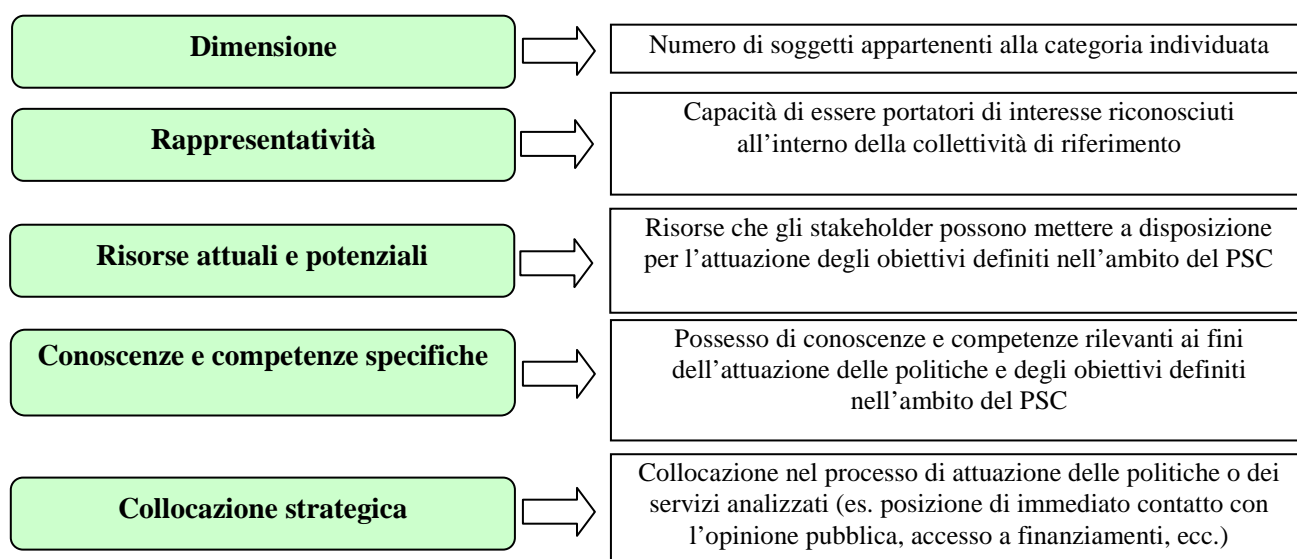 Dimensione
Numero di soggetti appartenenti alla categoria individuata
Rappresentatività
Capacità di essere portatori di interesse riconosciuti
all’interno della collettività di riferimento
Risorse attuali e potenziali
Risorse che gli stakeholder possono mettere a disposizione
per l’attuazione degli obiettivi definiti nell’ambito del PSC
Conoscenze e competenze specifiche
Possesso di conoscenze e competenze rilevanti ai fini
dell’attuazione delle politiche e degli obiettivi definiti
nell’ambito del PSC
Collocazione strategica
Collocazione nel processo di attuazione delle politiche o dei
servizi analizzati (es. posizione di immediato contatto con
l’opinione pubblica, accesso a finanziamenti, ecc.)